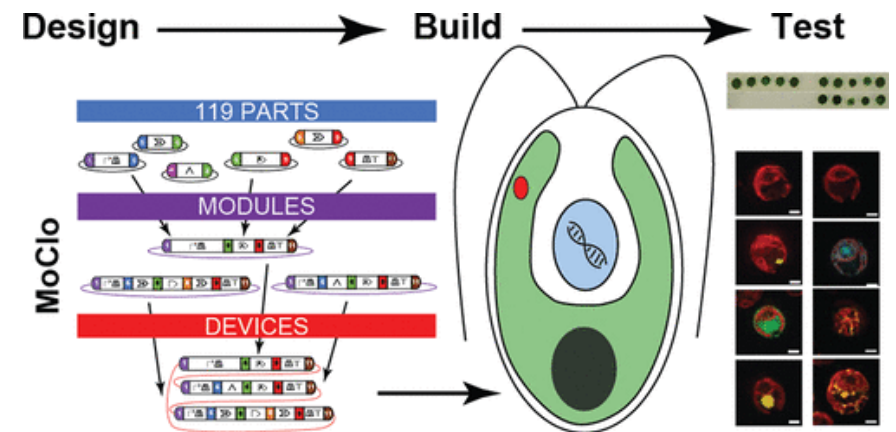 Design
Build
Test
119 PARTS
MoClo
MODULES
DEVICES